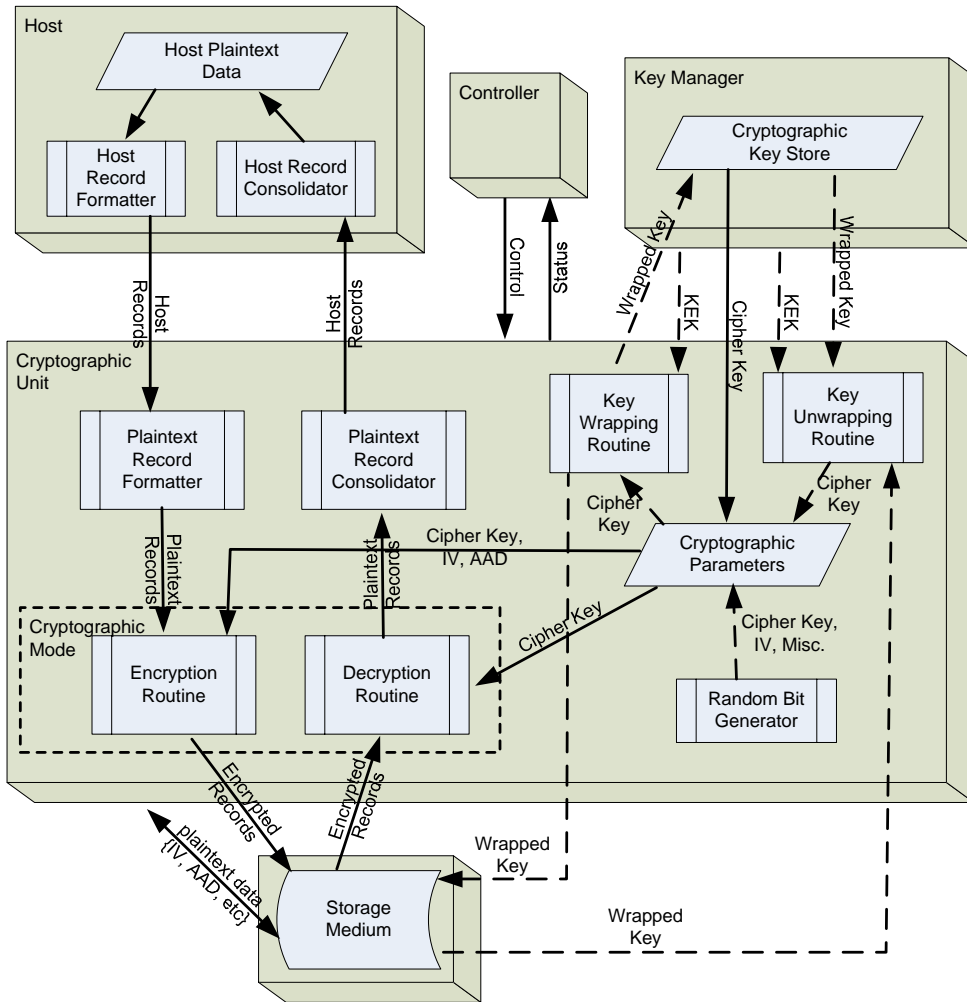 Host
Host Plaintext
Data
Host
Record
Formatter
Host Record
Consolidator
Controller
Key Manager
Cryptographic
Key Store
Host
Records
Host
Records
Control
Status
Wrapped Key
KEK
Cipher Key
KEK
Wrapped Key
Cryptographic
Unit
Plaintext
Record
Formatter
Plaintext
Record
Consolidator
Key
Wrapping
Routine
Key
Unwrapping
Routine
Cipher
Key
Cipher
Key
Plaintext
Records
Plaintext
Records
Cipher Key,
IV, AAD
Cryptographic
Parameters
Cryptographic
Mode
Encryption
Routine
Decryption
Routine
Cipher Key
Cipher Key,
IV, Misc.
Random Bit
Generator
Encrypted
Records
Encrypted
Records
plaintext data
{IV, AAD, etc}
Wrapped
Key
Storage
Medium
Wrapped
Key